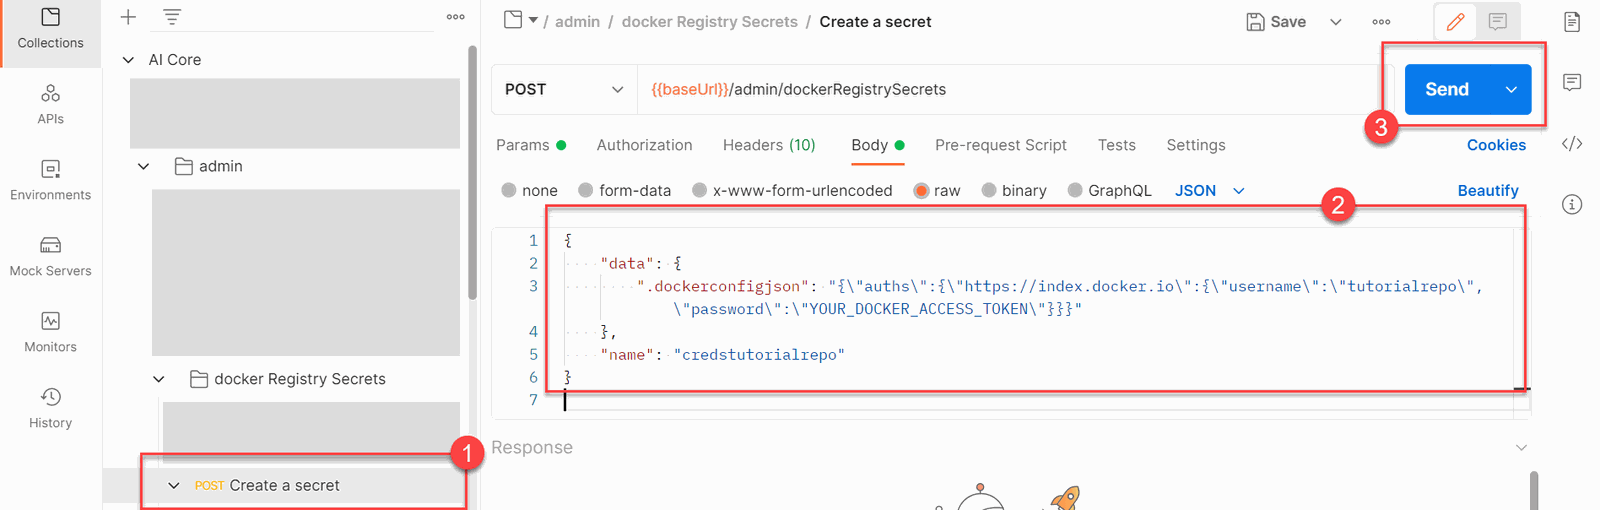 Collections
APIs
Environments
Mock Servers
Monitors
History
AI Core
admin
docker Registry Secrets
POST Create a secret
1
/ admin / docker Registry Secrets / Create a secret
Save
POST
{{baseUrl}}/admin/dockerRegistrySecrets
Send
3
Params
Authorization
Headers (10)
Body
Pre-request Script
Tests
Settings
Cookies
none
form-data
x-www-form-urlencoded
raw
binary
GraphQL
JSON
Beautify
2
1 {
2 "data": {
3 ".dockerconfigjson": "{\"auths\":{\"https://index.docker.io\":{\"username\":\"tutorialrepo\",
\"password\":\"YOUR_DOCKER_ACCESS_TOKEN\"}}}"
4 },
5 "name": "credstutorialrepo"
6 }
7
Response